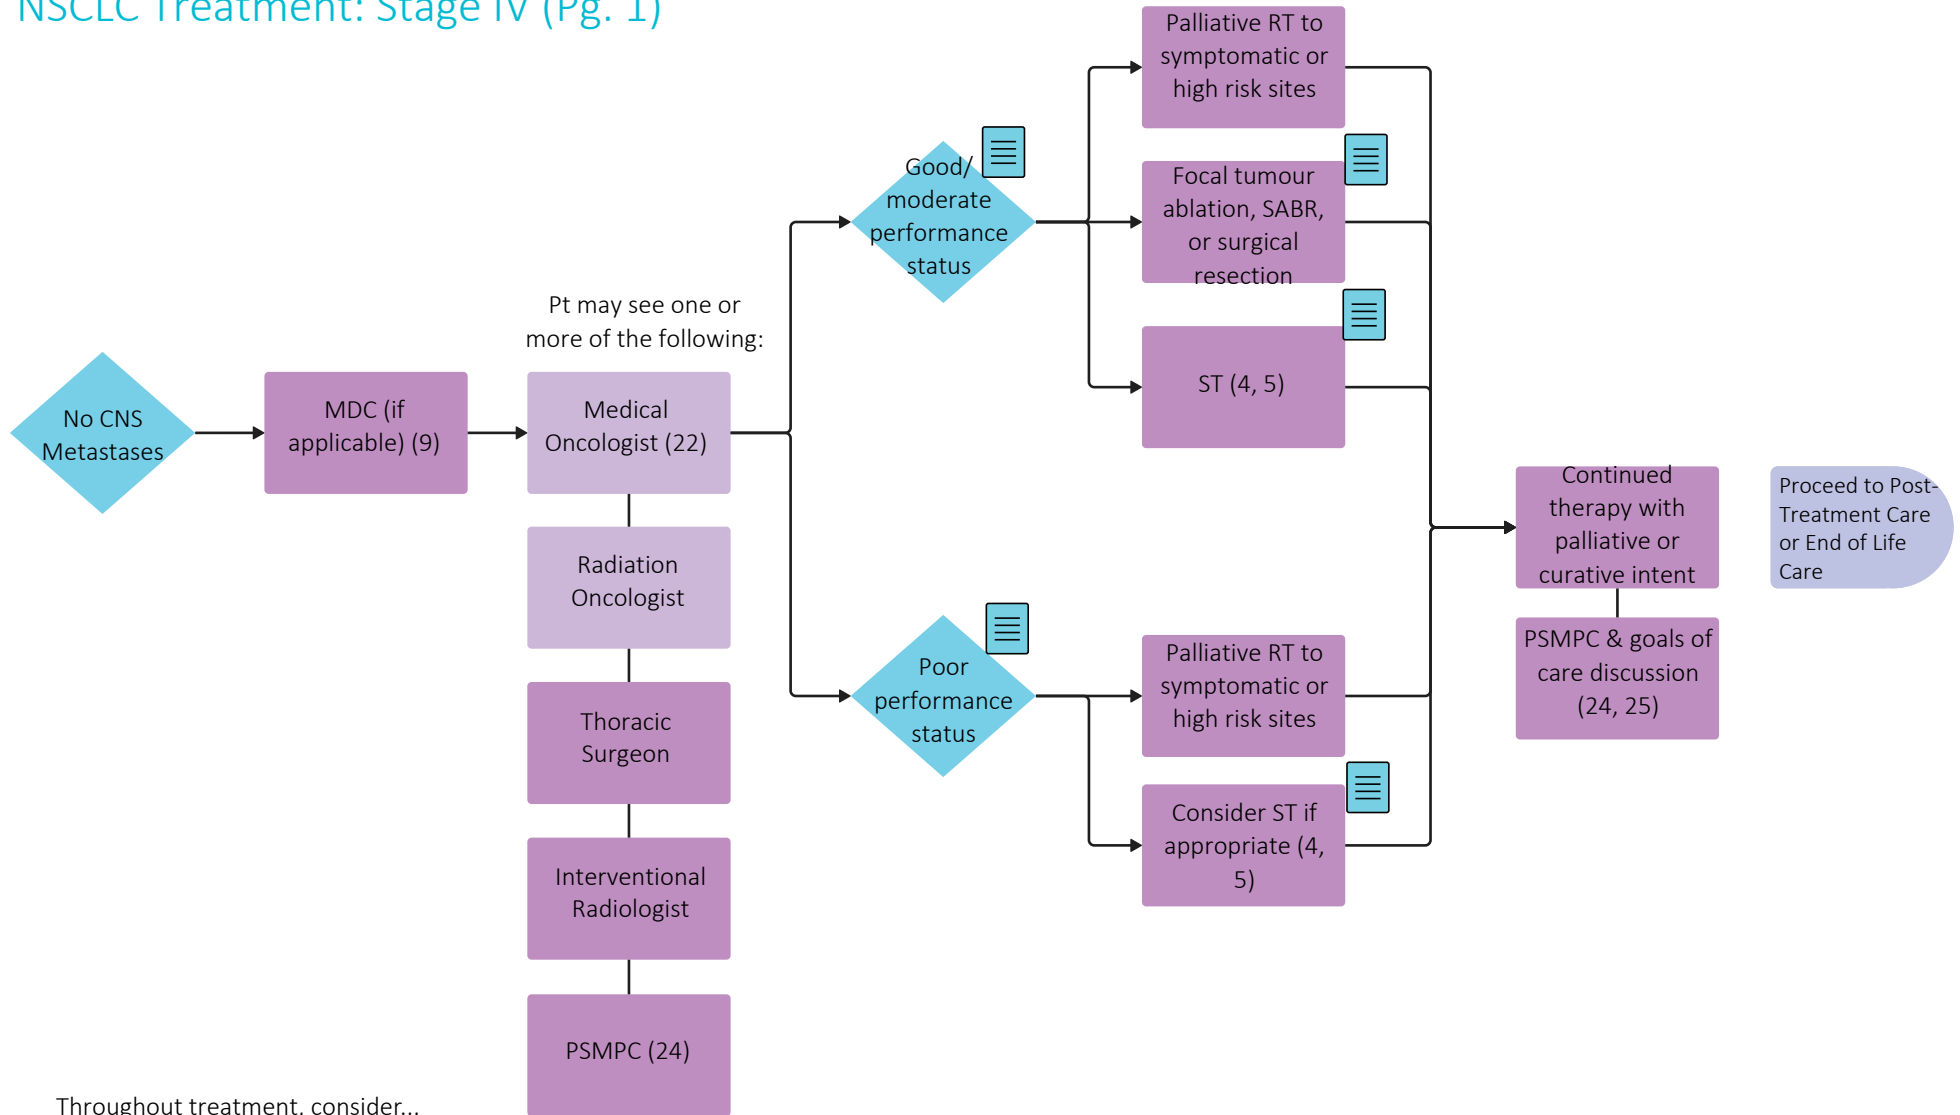 NSCLC Treatment: Stage IV (Pg. 1)
No CNS
Metastases
MDC (if
applicable) (9)
Pt may see one or
more of the following:
Medical
Oncologist (22)
Radiation
Oncologist
Thoracic
Surgeon
Interventional
Radiologist
PSMPC (24)
Good/
moderate
performance
status
Palliative RT to
symptomatic or
high risk sites
Focal tumour
ablation, SABR,
or surgical
resection
ST (4, 5)
Poor
performance
status
Palliative RT to
symptomatic or
high risk sites
Consider ST if
appropriate (4,
5)
Continued
therapy with
palliative or
curative intent
PSMPC & goals of
care discussion
(24, 25)
Proceed to Post-
Treatment Care
or End of Life
Care
Throughout treatment, consider...